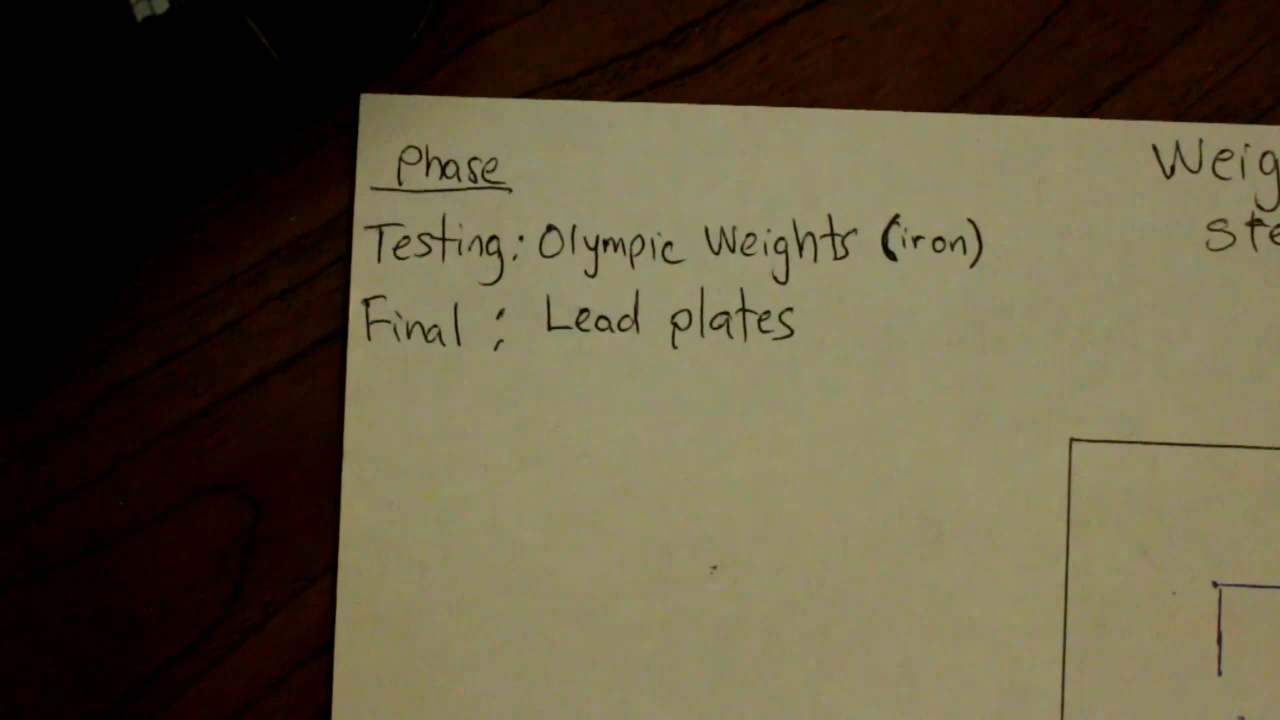 Phase
Testing: Olympic Weights (iron)
Final : Lead plates